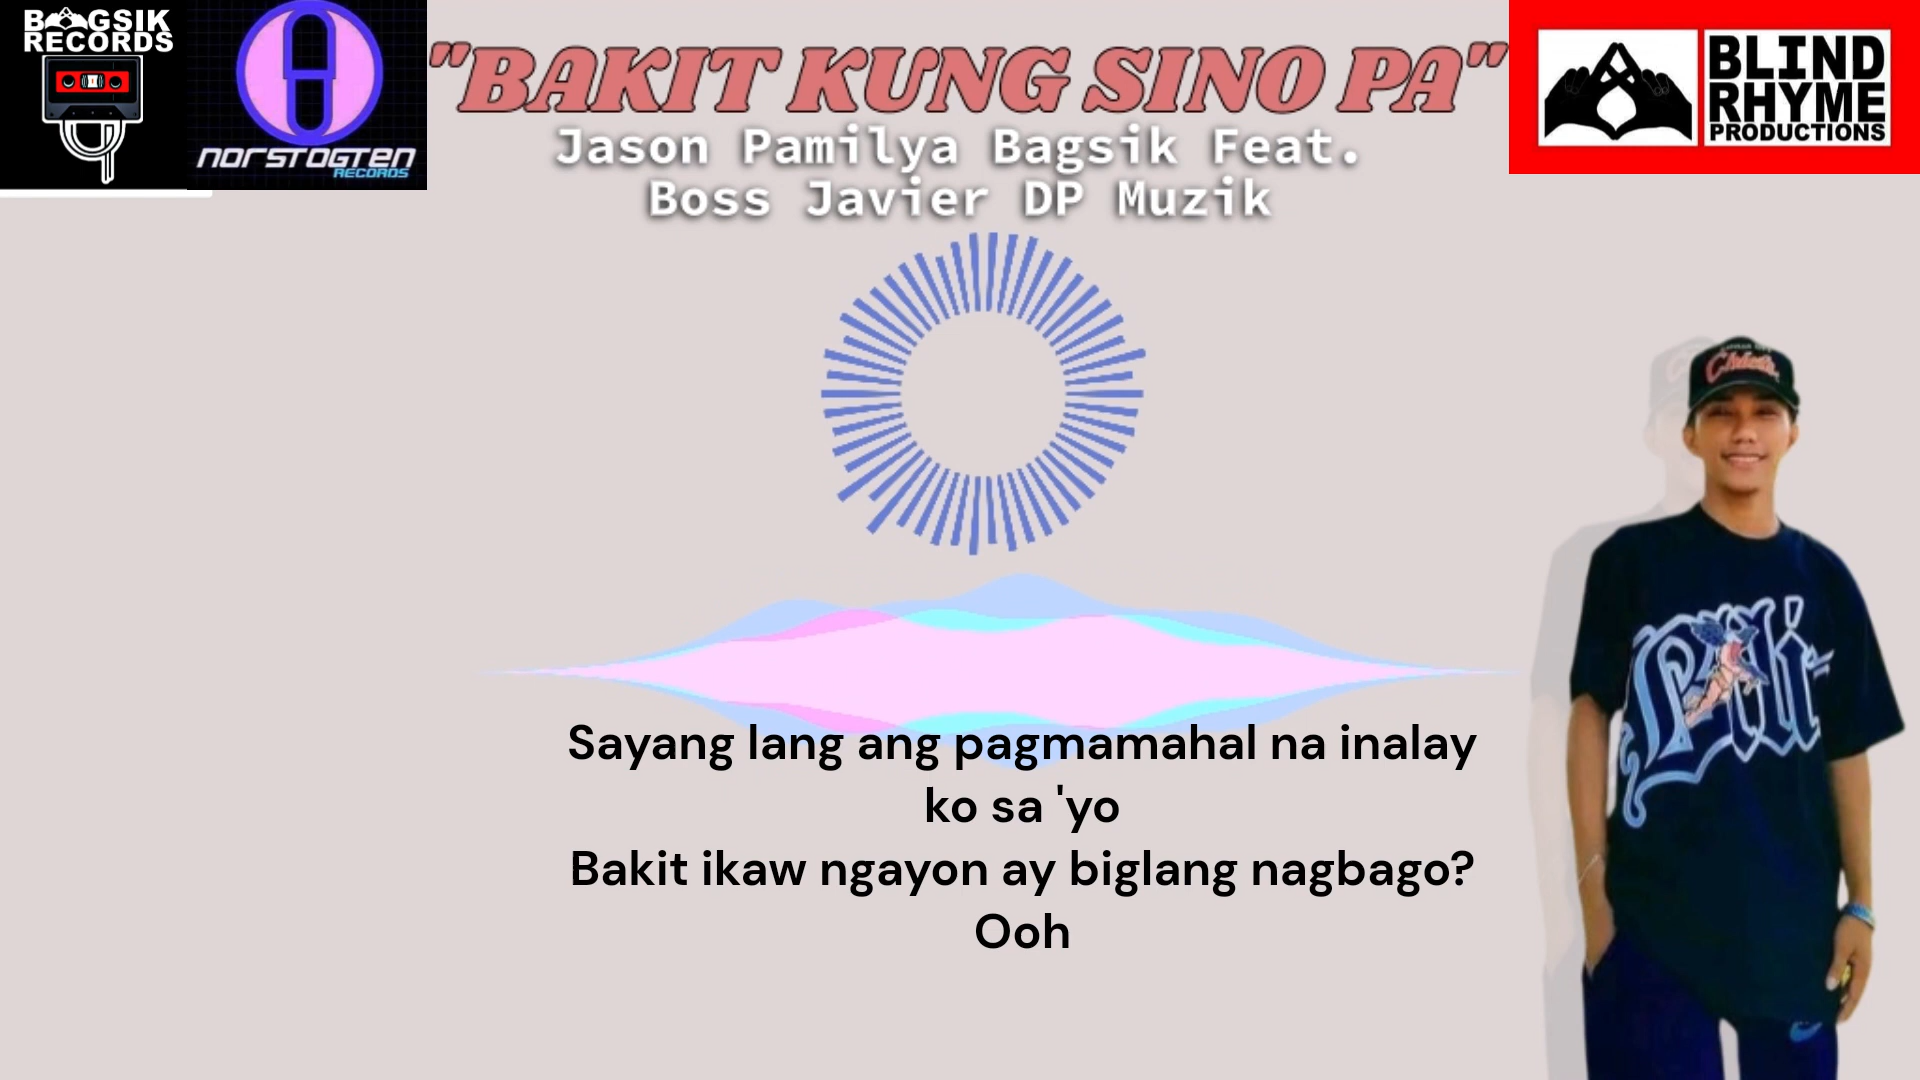 BAGSIK
RECORDS
NORSTOGTEN
RECORDS
"BAKIT KUNG SINO PA"
Jason Pamilya Bagsik Feat.
Boss Javier DP Muzik
BLIND
RHYME
PRODUCTIONS
Sayang lang ang pagmamahal na inalay
ko sa 'yo
Bakit ikaw ngayon ay biglang nagbago?
Ooh